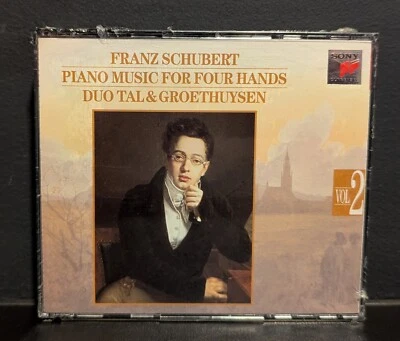 FRANZ SCHUBERT
PIANO MUSIC FOR FOUR HANDS
DUO TAL & GROETHUYSEN
SONY
VOL.2